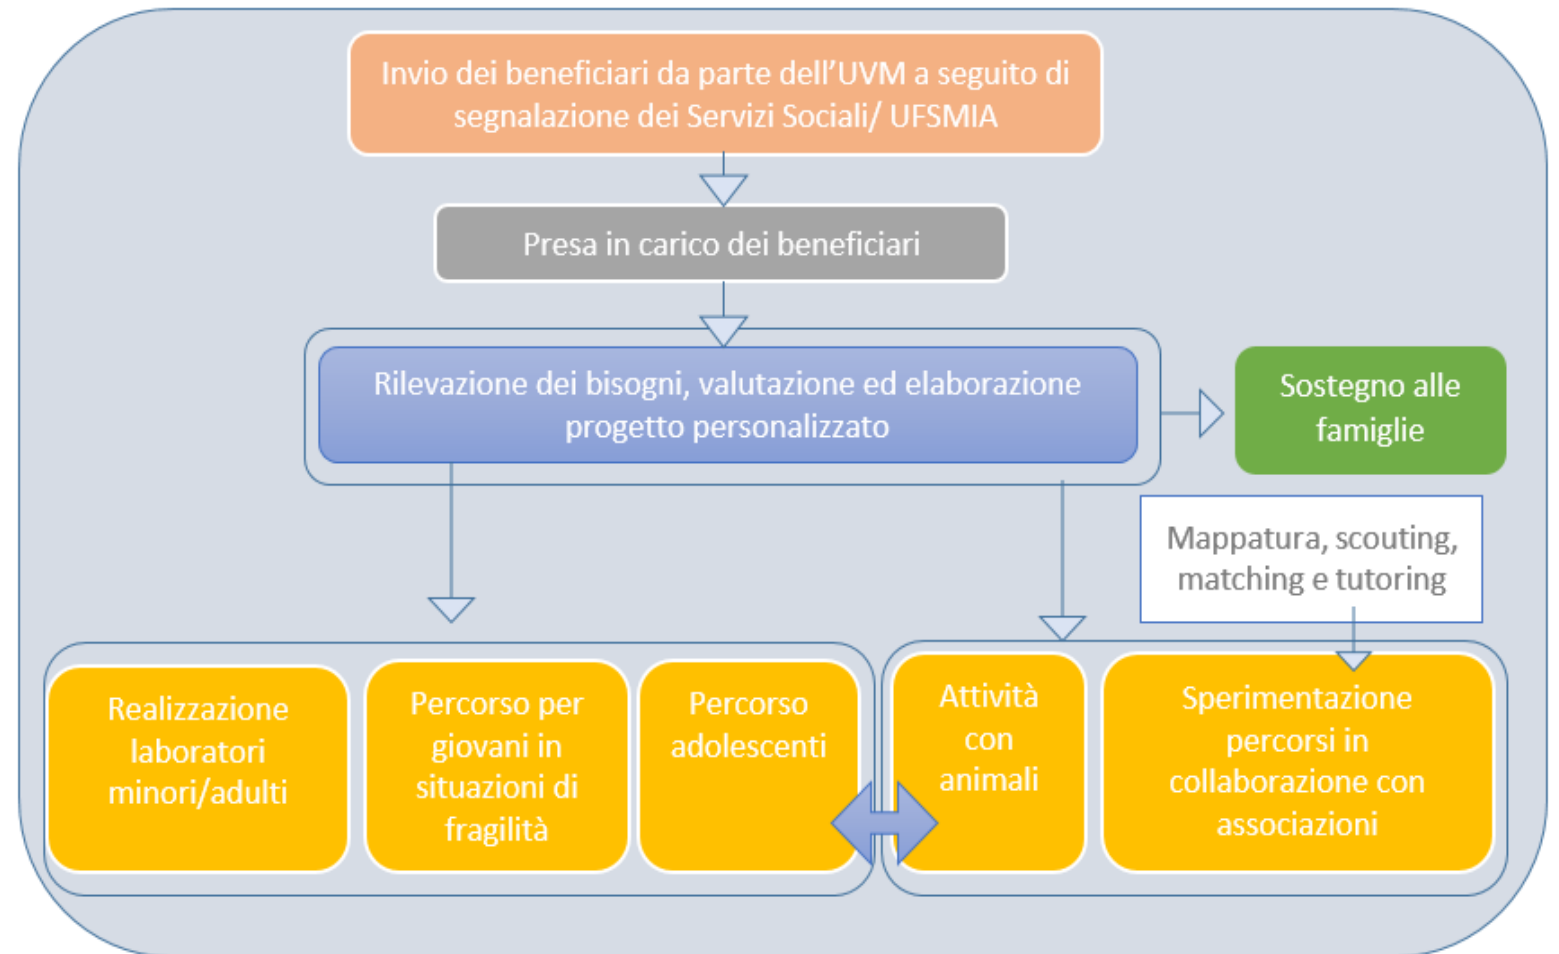 Invio dei beneficiari da parte dell'UVM a seguito di
segnalazione dei Servizi Sociali/ UFSMIA
Presa in carico dei beneficiari
Rilevazione dei bisogni, valutazione ed elaborazione
progetto personalizzato
Sostegno alle
famiglie
Mappatura, scouting,
matching e tutoring
Realizzazione
laboratori
minori/adulti
Percorso per
giovani in
situazioni di
fragilità
Percorso
adolescenti
Attività
con
animali
Sperimentazione
percorsi in
collaborazione con
associazioni